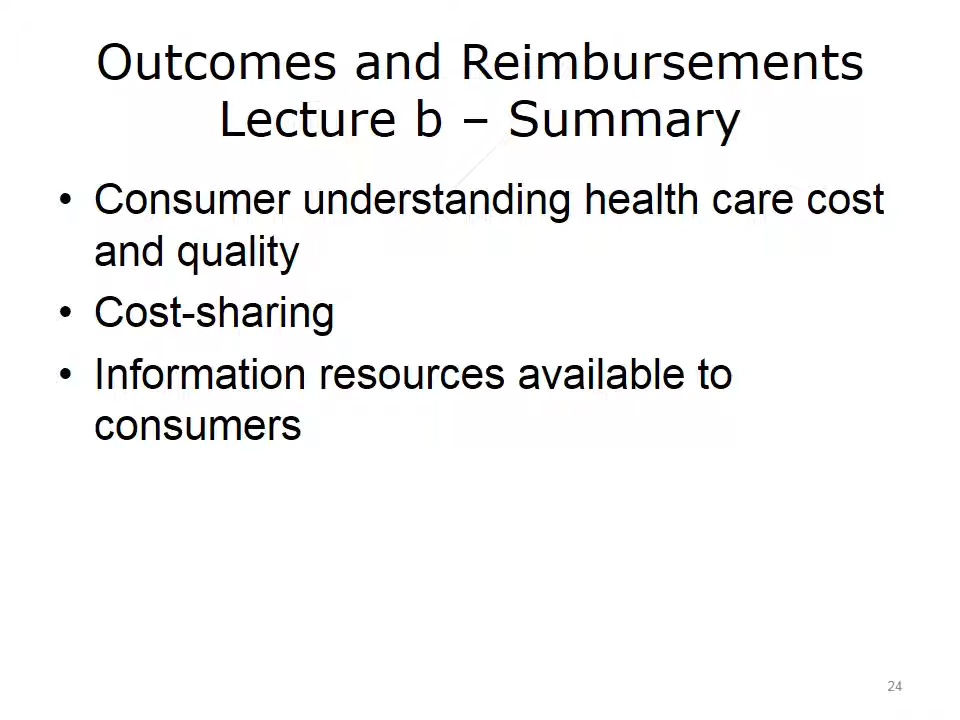 Outcomes and Reimbursements
Lecture b – Summary
• Consumer understanding health care cost
and quality
• Cost-sharing
• Information resources available to
consumers
24